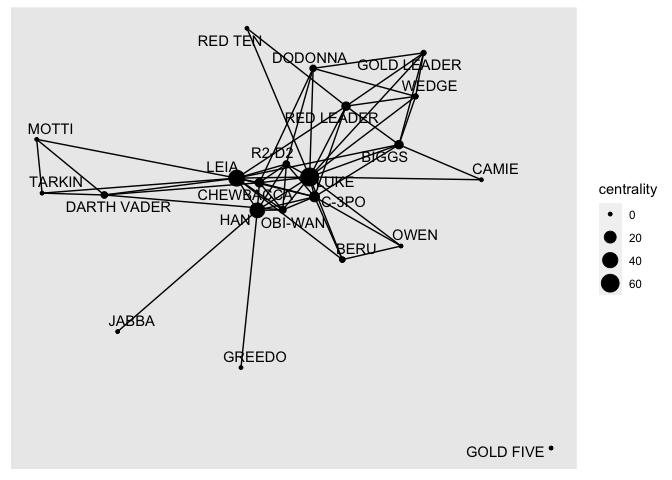 RED TEN
DODONNA
GOLD LEADER
WEDGE
RED LEADER
MOTTI
R2-D2
BIGGS
LEIA
CAMIE
TARKIN
LUKE
CHEWBACCA
C-3PO
DARTH VADER
HAN
OBI-WAN
OWEN
BERU
JABBA
GREEDO
GOLD FIVE
centrality
0
20
40
60